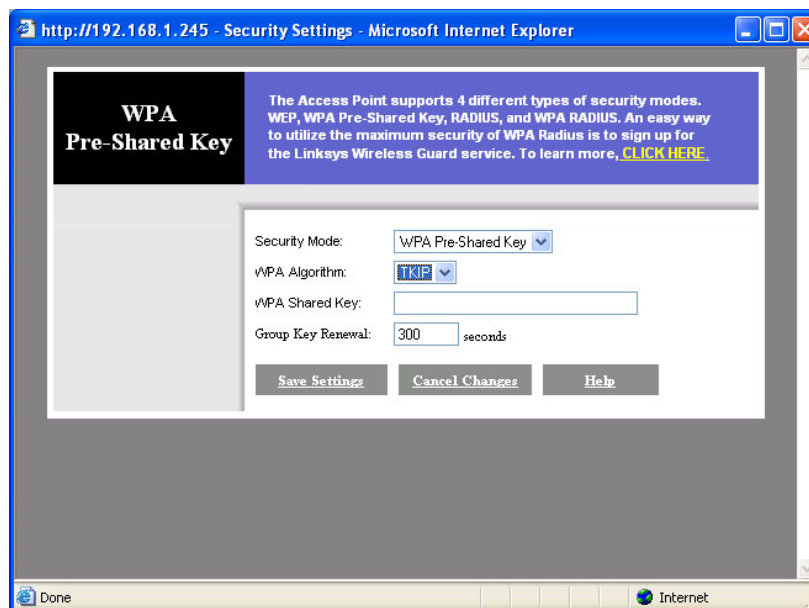 http://192.168.1.245 - Security Settings - Microsoft Internet Explorer
WPA
Pre-Shared Key
The Access Point supports 4 different types of security modes.
WEP, WPA Pre-Shared Key, RADIUS, and WPA RADIUS. An easy way
to utilize the maximum security of WPA Radius is to sign up for
the Linksys Wireless Guard service. To learn more, CLICK HERE.
Security Mode: WPA Pre-Shared Key
WPA Algorithm: TKIP
WPA Shared Key:
Group Key Renewal: 300 seconds
Save Settings Cancel Changes Help
Done Internet